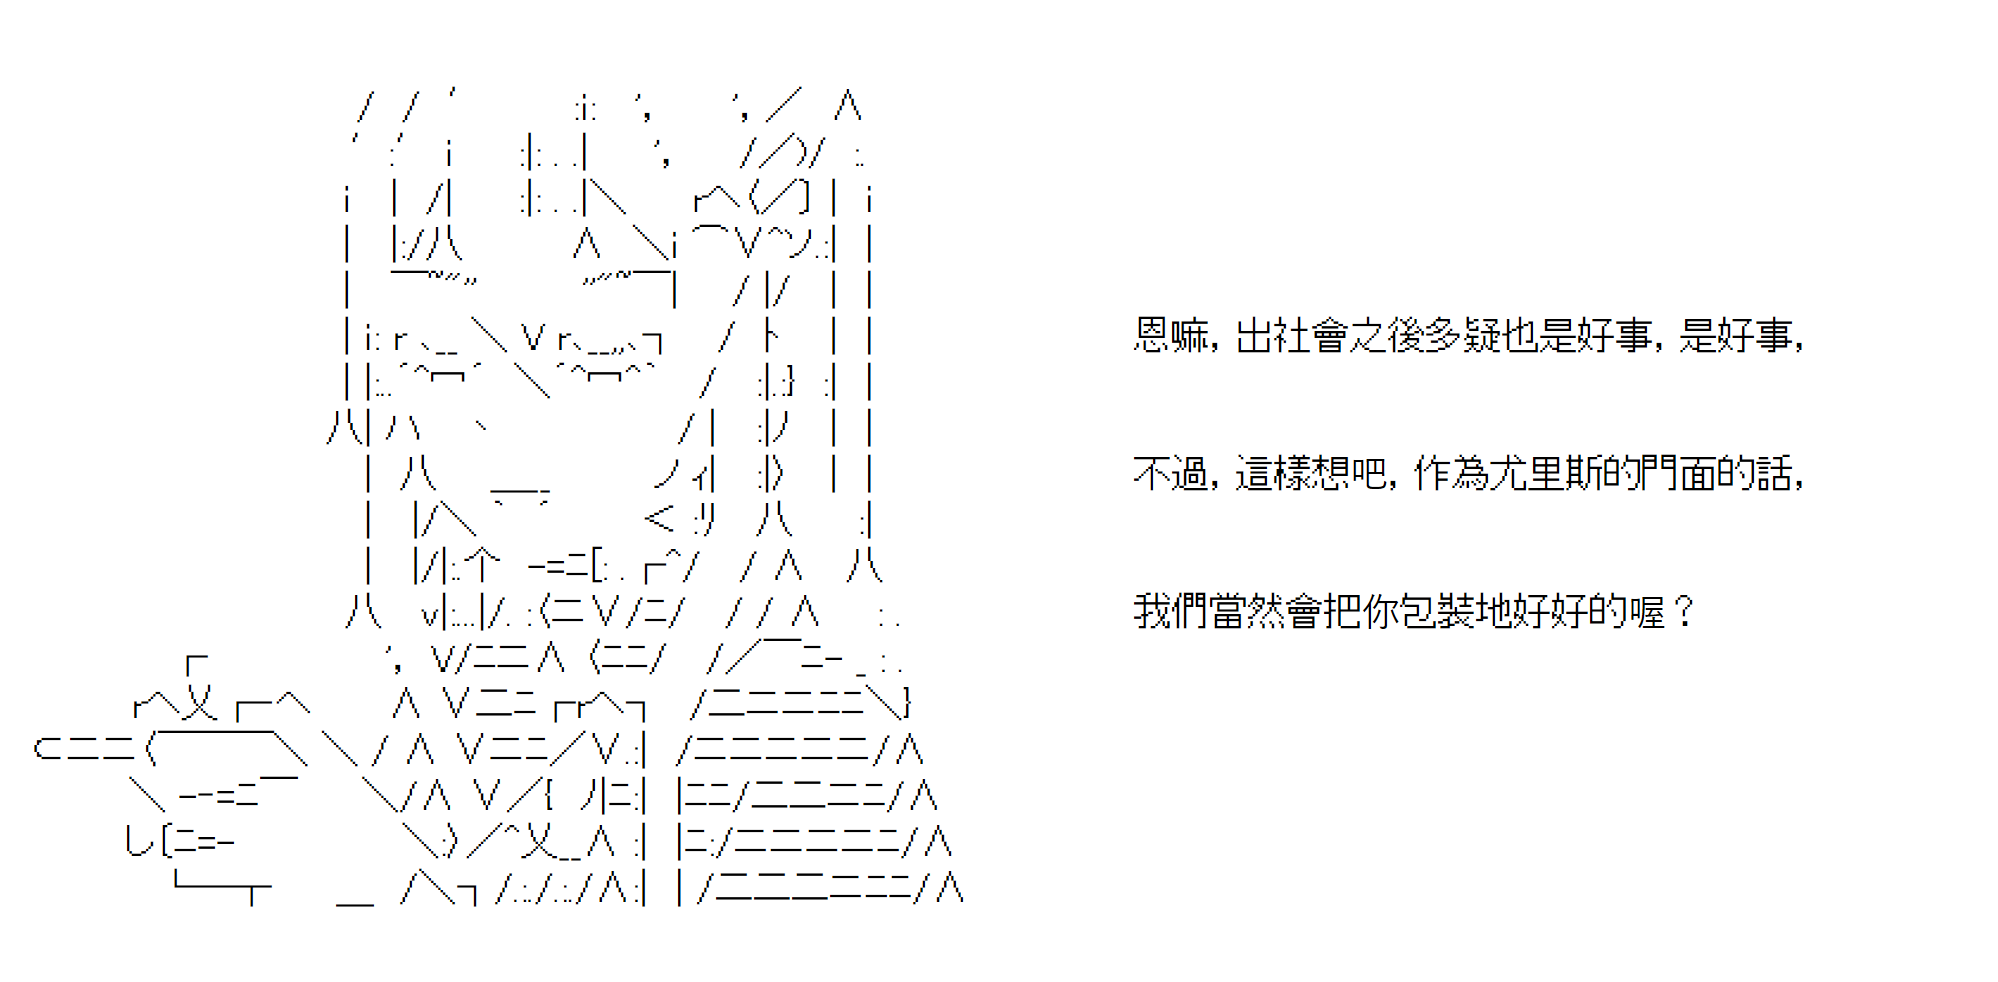 恩嘛，出社會之後多疑也是好事，是好事，
不過，這樣想吧，作為尤里斯的門面的話，
我們當然會把你包裝地好好的喔？